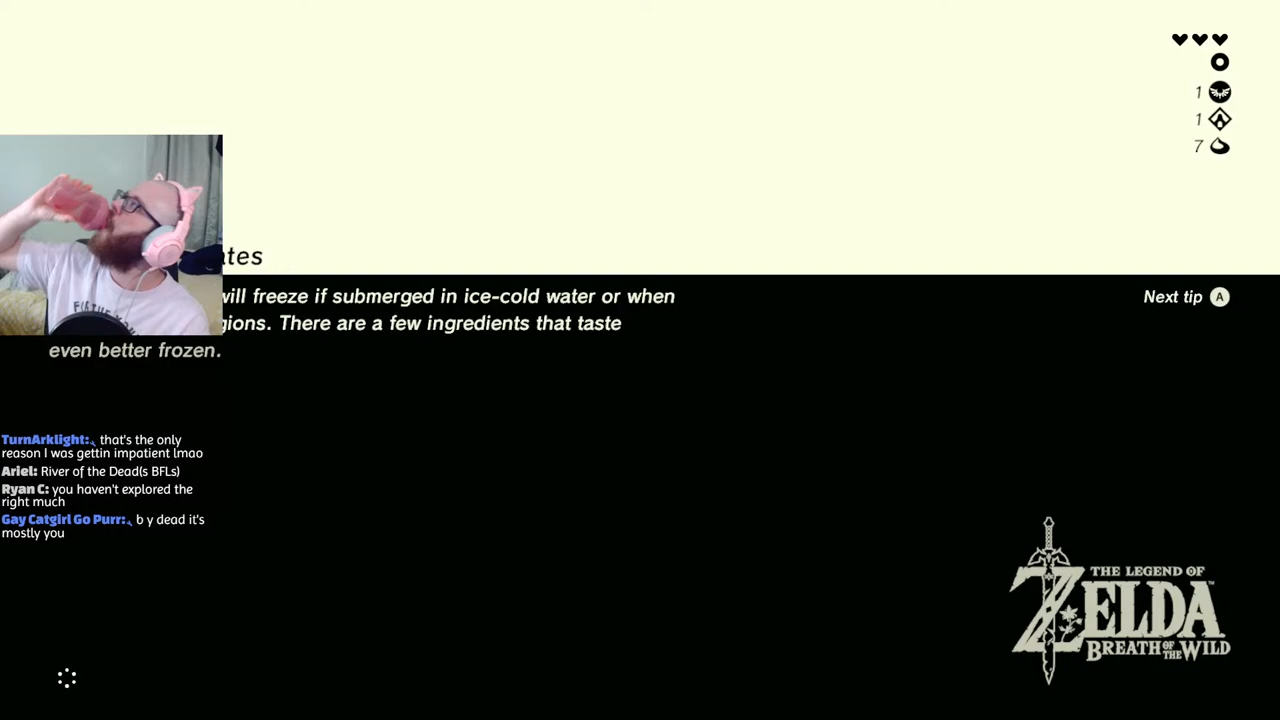 1
1
7
ates
will freeze if submerged in ice-cold water or when
gions. There are a few ingredients that taste
even better frozen.
Next tip A
TurnArklight: that's the only
reason I was gettin impatient lmao
Ariel: River of the Dead(s BFLs)
Ryan C: you haven't explored the
right much
Gay Catgirl Go Purr: b y dead it's
mostly you
THE LEGEND OF
ZELDA
BREATH OF THE WILD